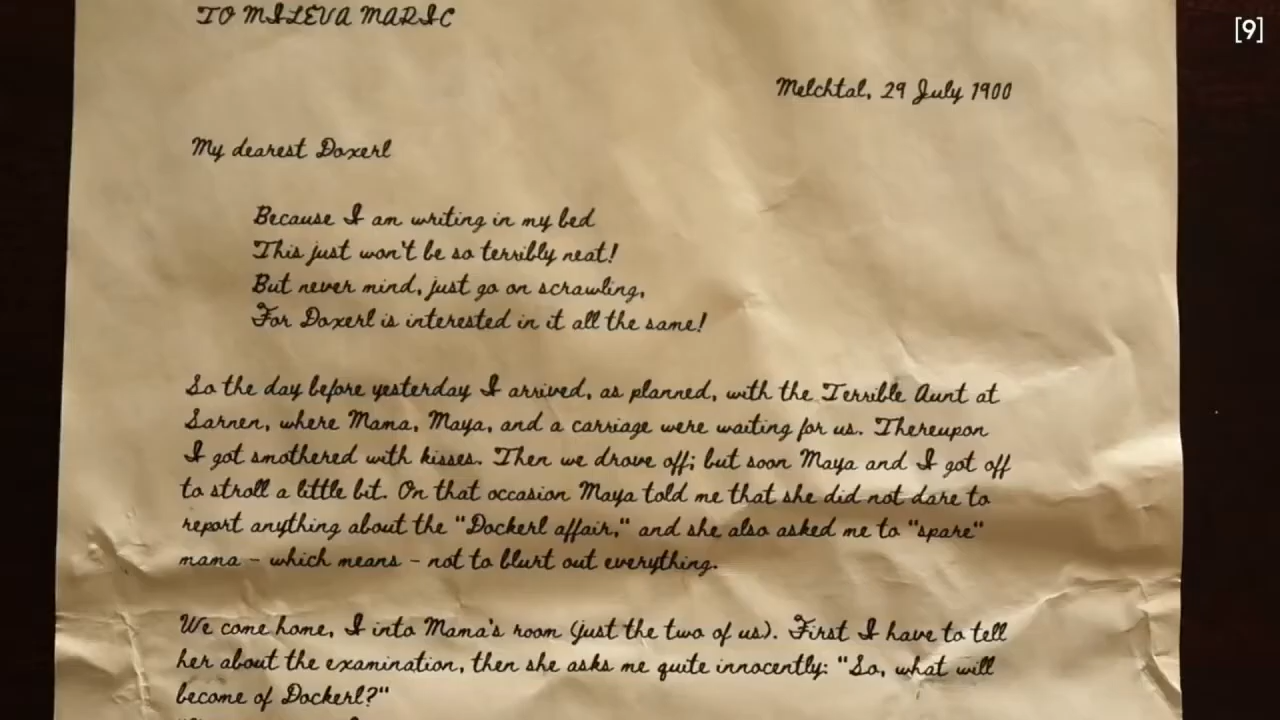 TO MILEVA MARIC
[9]
Melchtal, 29 July 1900
My dearest Doxerl
Because I am writing in my bed
This just won't be so terribly neat!
But never mind, just go on scrawling,
For Doxerl is interested in it all the same!
So the day before yesterday I arrived, as planned, with the Terrible Aunt at
Sarnen, where Mama, Maya, and a carriage were waiting for us. Thereupon
I got smothered with kisses. Then we drove off; but soon Maya and I got off
to stroll a little bit. On that occasion Maya told me that she did not dare to
report anything about the "Dockerl affair," and she also asked me to "spare"
mama - which means - not to blurt out everything.
We come home, I into Mama's room (just the two of us). First I have to tell
her about the examination, then she asks me quite innocently: "So, what will
become of Dockerl?"